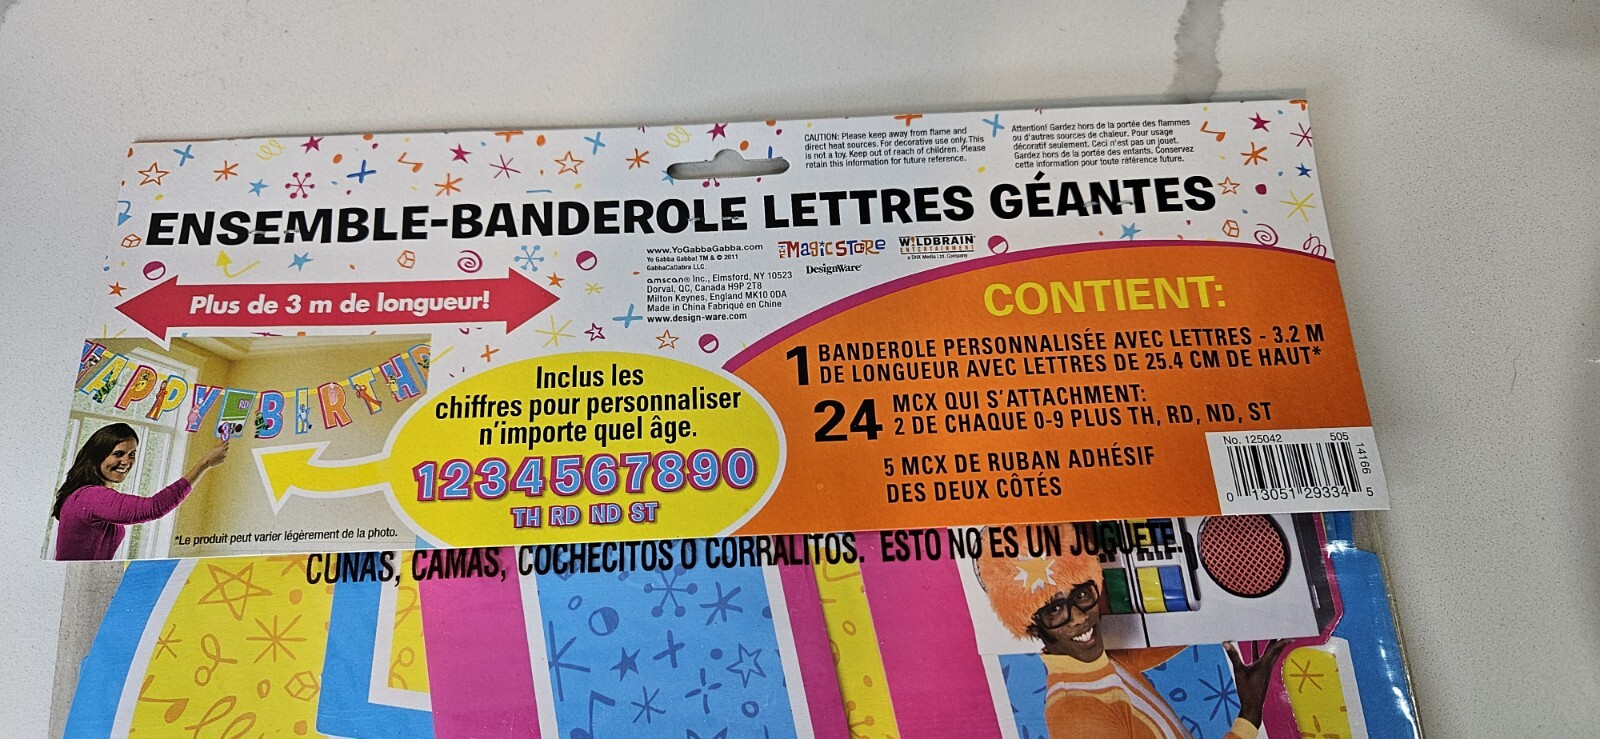 CAUTION: Please keep away from flame and
direct heat sources. For decorative use only. This
is not a toy. Keep out of reach of children. Please
retain this information for future reference.
Attention! Gardez hors de la portée des flammes
ou d'autres sources de chaleur. Pour usage
décoratif seulement. Ceci n'est pas un jouet.
Gardez hors de la portée des enfants. Conservez
cette information pour toute référence future.
ENSEMBLE-BANDEROLE LETTRES GÉANTES
www.YoGabbaGabba.com
Yo Gabba Gabba! TM & © 2011
GabbaCaDabra LLC.
THE MagicSTORE
WILDBRAIN
ENTERTAINMENT
a DHX Media Ltd. Company
DesignWare
amscan® Inc., Elmsford, NY 10523
Dorval, QC, Canada H9P 2T8
Milton Keynes, England MK10 0DA
Made in China Fabriqué en Chine
www.design-ware.com
Plus de 3 m de longueur!
HAPPY BIRTH
RD
3
*Le produit peut varier légèrement de la photo.
Inclus les
chiffres pour personnaliser
n'importe quel âge.
1234567890
TH RD ND ST
CONTIENT:
1 BANDEROLE PERSONNALISÉE AVEC LETTRES - 3.2 M
DE LONGUEUR AVEC LETTRES DE 25.4 CM DE HAUT*
24 MCX QUI S'ATTACHMENT:
2 DE CHAQUE 0-9 PLUS TH, RD, ND, ST
5 MCX DE RUBAN ADHÉSIF
DES DEUX CÔTÉS
No. 125042 505
14166
0 13051 29334 5
CUNAS, CAMAS, COCHECITOS O CORRALITOS. ESTO NO ES UN JUGUETE.